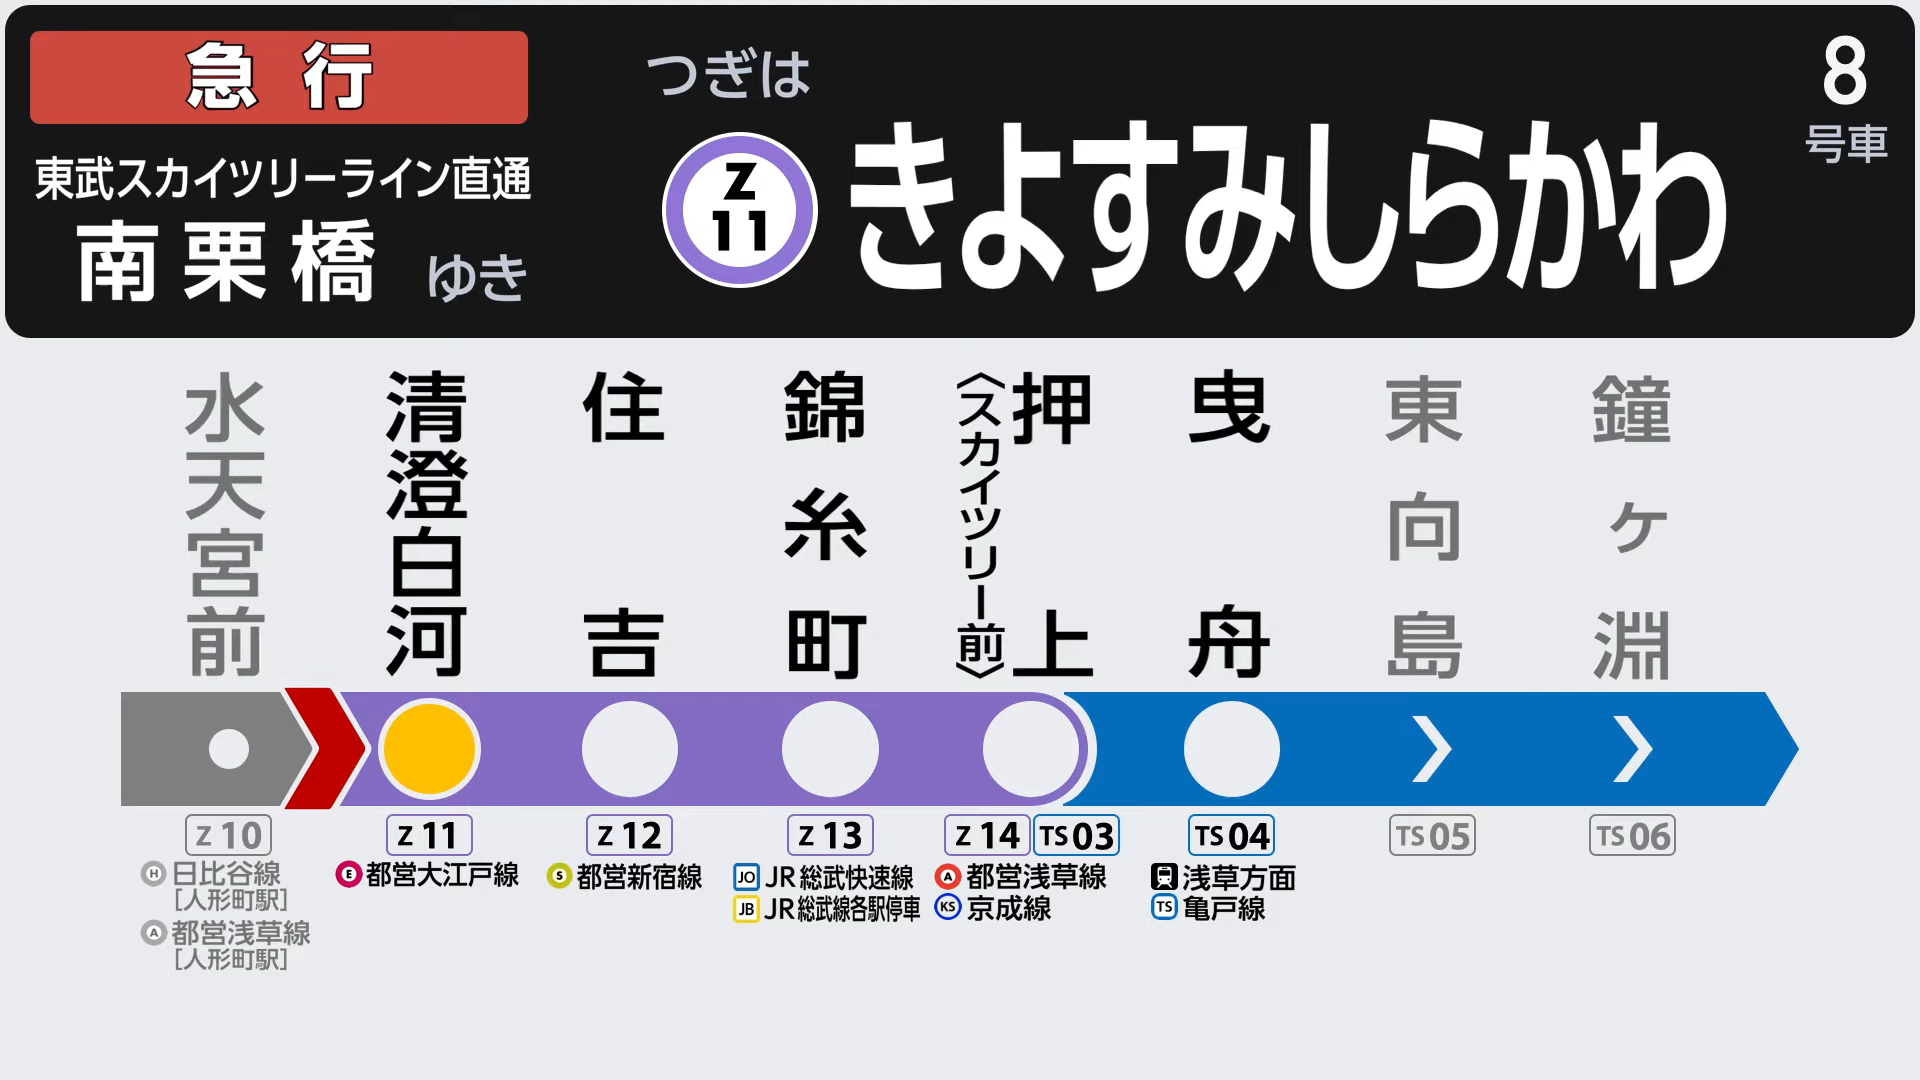 急行
東武スカイツリーライン直通
南栗橋 ゆき
つぎは
Z
11
きよすみしらかわ
8
号車
水天宮前
清澄白河
住吉
錦糸町
押上
〈スカイツリー前〉
曳舟
東向島
鐘ヶ淵
Z 10
Z 11
Z 12
Z 13
Z 14
TS 03
TS 04
TS 05
TS 06
H 日比谷線
[人形町駅]
A 都営浅草線
[人形町駅]
E 都営大江戸線
S 都営新宿線
JO JR総武快速線
JB JR総武線各駅停車
A 都営浅草線
KS 京成線
浅草方面
TS 亀戸線